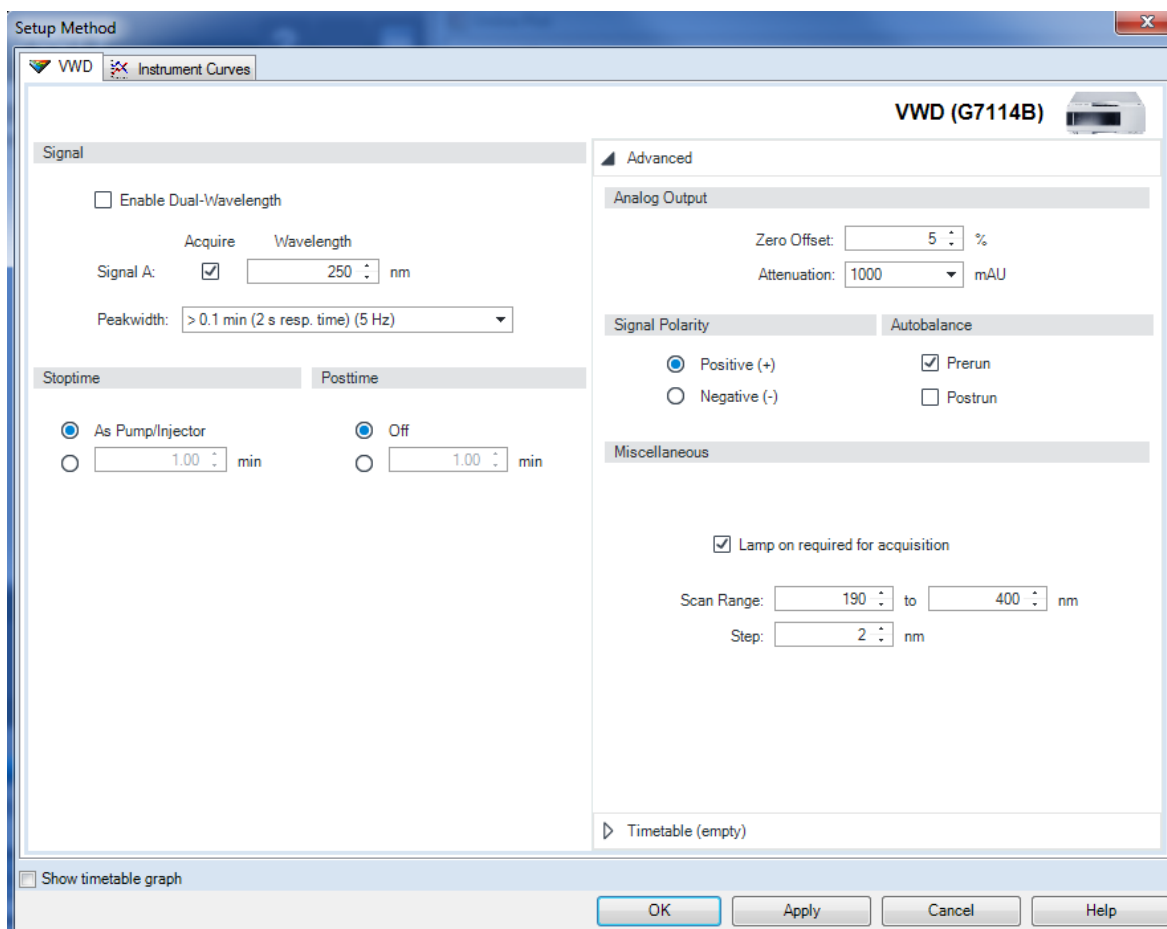 Setup Method
VWD
Instrument Curves
VWD (G7114B)
Signal
Enable Dual-Wavelength
Acquire Wavelength
Signal A: 250 nm
Peakwidth: > 0.1 min (2 s resp. time) (5 Hz)
Stoptime
As Pump/Injector
1.00 min
Posttime
Off
1.00 min
Advanced
Analog Output
Zero Offset: 5 %
Attenuation: 1000 mAU
Signal Polarity
Positive (+)
Negative (-)
Autobalance
Prerun
Postrun
Miscellaneous
Lamp on required for acquisition
Scan Range: 190 to 400 nm
Step: 2 nm
Timetable (empty)
Show timetable graph
OK Apply Cancel Help